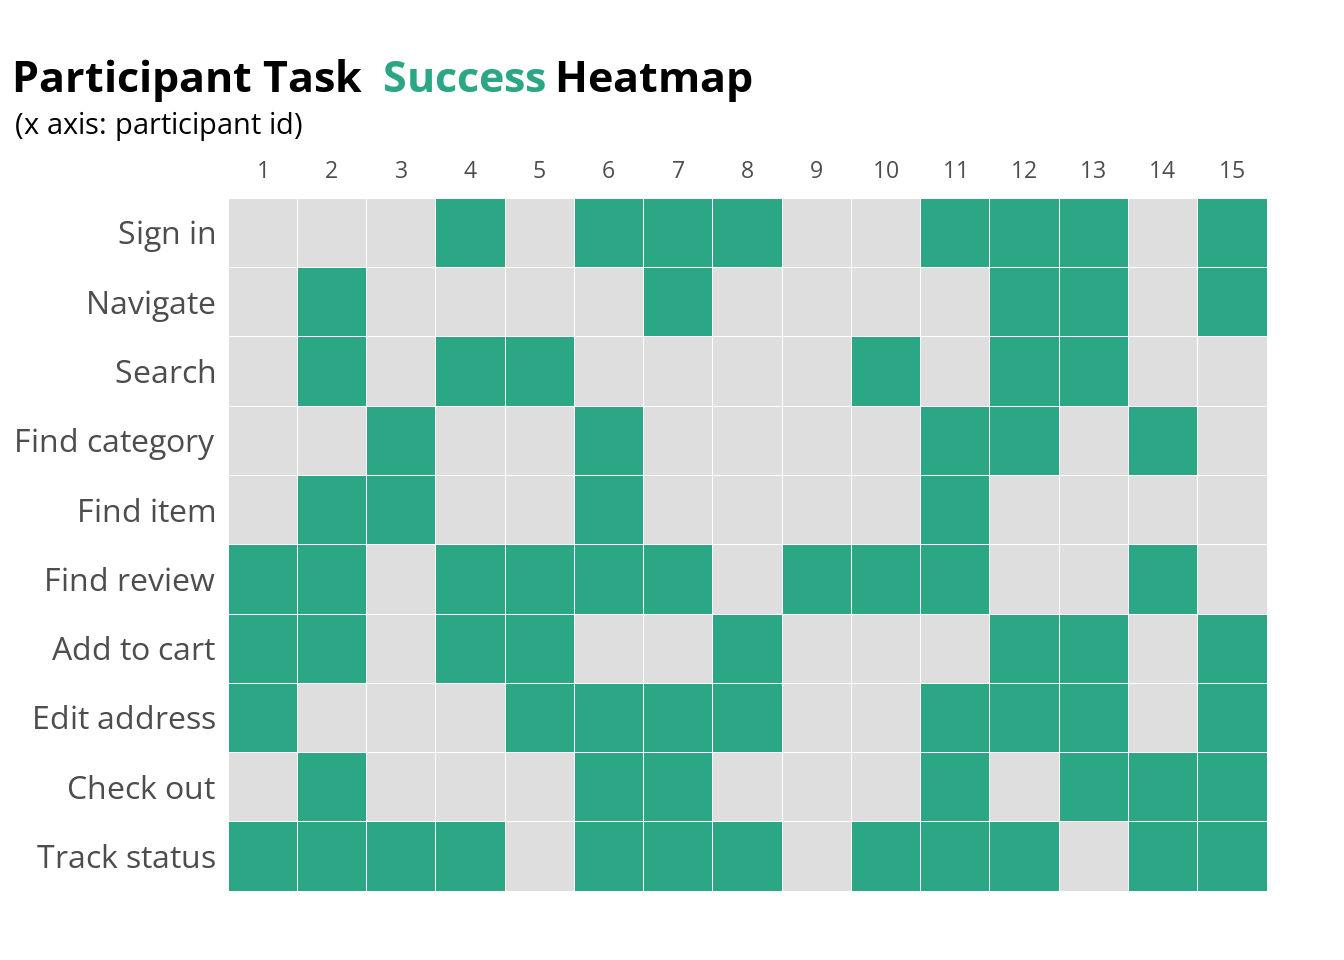 Participant Task Success Heatmap
(x axis: participant id)
1 2 3 4 5 6 7 8 9 10 11 12 13 14 15
Sign in
Navigate
Search
Find category
Find item
Find review
Add to cart
Edit address
Check out
Track status